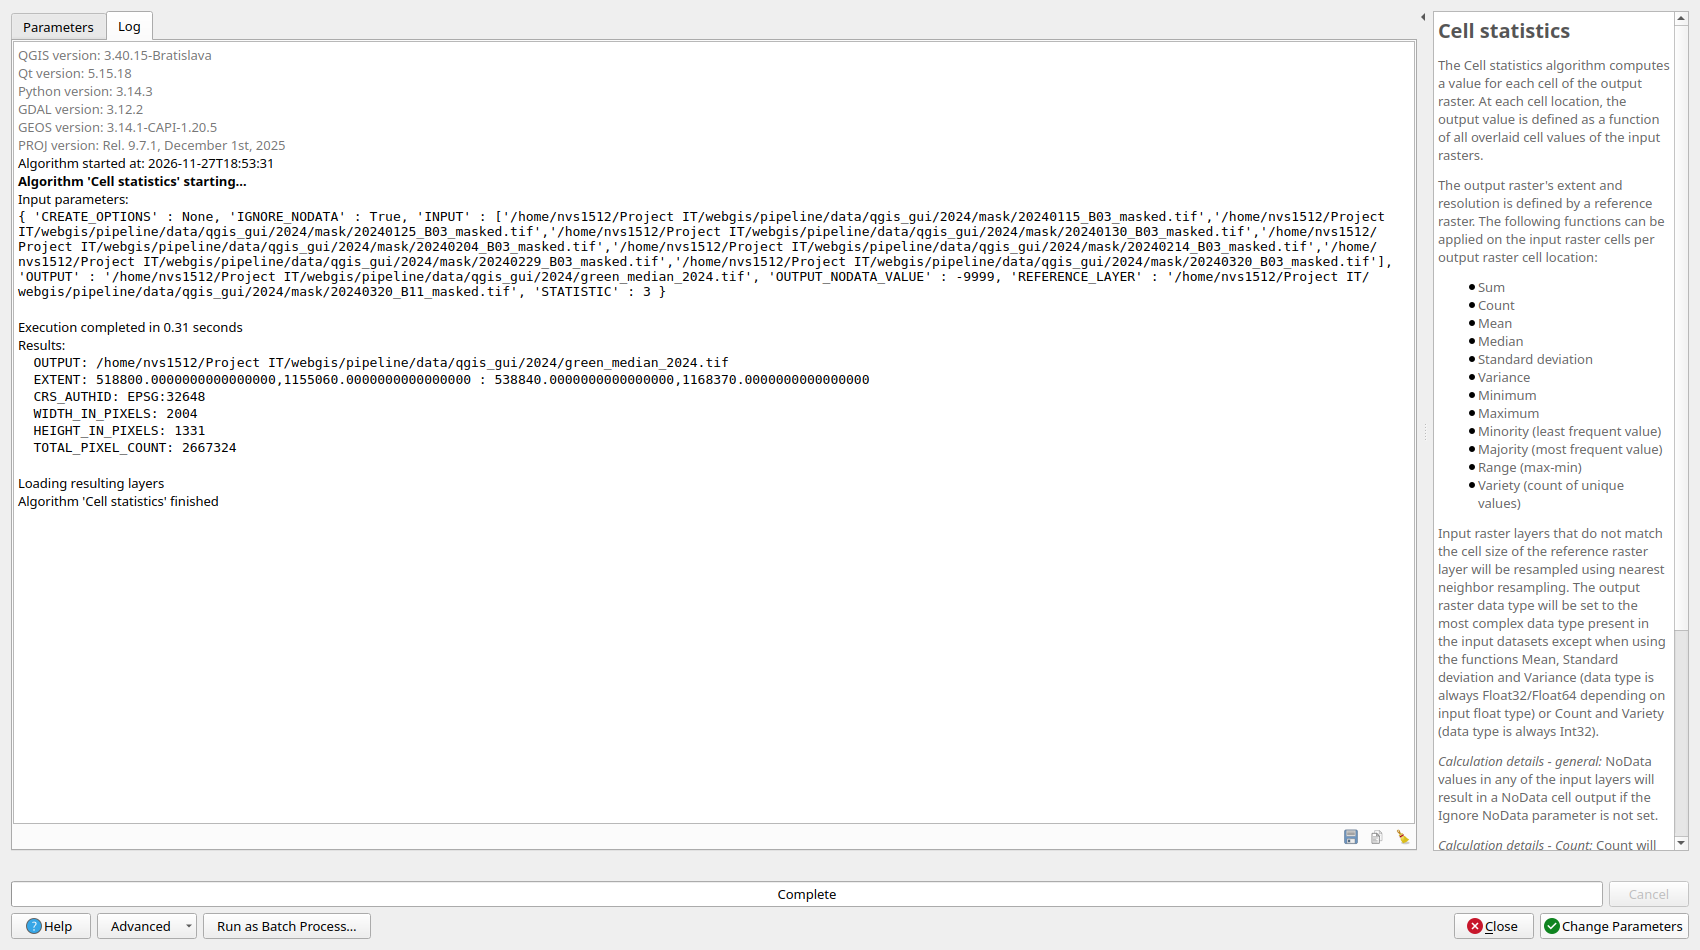 Parameters
Log
QGIS version: 3.40.15-Bratislava
Qt version: 5.15.18
Python version: 3.14.3
GDAL version: 3.12.2
GEOS version: 3.14.1-CAPI-1.20.5
PROJ version: Rel. 9.7.1, December 1st, 2025
Algorithm started at: 2026-11-27T18:53:31
Algorithm 'Cell statistics' starting...
Input parameters:
{ 'CREATE_OPTIONS' : None, 'IGNORE_NODATA' : True, 'INPUT' : ['/home/nvs1512/Project IT/webgis/pipeline/data/qgis_gui/2024/mask/20240115_B03_masked.tif','/home/nvs1512/Project
IT/webgis/pipeline/data/qgis_gui/2024/mask/20240125_B03_masked.tif','/home/nvs1512/Project IT/webgis/pipeline/data/qgis_gui/2024/mask/20240130_B03_masked.tif','/home/nvs1512/
Project IT/webgis/pipeline/data/qgis_gui/2024/mask/20240204_B03_masked.tif','/home/nvs1512/Project IT/webgis/pipeline/data/qgis_gui/2024/mask/20240214_B03_masked.tif','/home/
nvs1512/Project IT/webgis/pipeline/data/qgis_gui/2024/mask/20240229_B03_masked.tif','/home/nvs1512/Project IT/webgis/pipeline/data/qgis_gui/2024/mask/20240320_B03_masked.tif'],
'OUTPUT' : '/home/nvs1512/Project IT/webgis/pipeline/data/qgis_gui/2024/green_median_2024.tif', 'OUTPUT_NODATA_VALUE' : -9999, 'REFERENCE_LAYER' : '/home/nvs1512/Project IT/
webgis/pipeline/data/qgis_gui/2024/mask/20240320_B11_masked.tif', 'STATISTIC' : 3 }
Execution completed in 0.31 seconds
Results:
OUTPUT: /home/nvs1512/Project IT/webgis/pipeline/data/qgis_gui/2024/green_median_2024.tif
EXTENT: 518800.0000000000000000,1155060.0000000000000000 : 538840.0000000000000000,1168370.0000000000000000
CRS_AUTHID: EPSG:32648
WIDTH_IN_PIXELS: 2004
HEIGHT_IN_PIXELS: 1331
TOTAL_PIXEL_COUNT: 2667324
Loading resulting layers
Algorithm 'Cell statistics' finished
Cell statistics
The Cell statistics algorithm computes
a value for each cell of the output
raster. At each cell location, the
output value is defined as a function
of all overlaid cell values of the input
rasters.
The output raster's extent and
resolution is defined by a reference
raster. The following functions can be
applied on the input raster cells per
output raster cell location:
Sum
Count
Mean
Median
Standard deviation
Variance
Minimum
Maximum
Minority (least frequent value)
Majority (most frequent value)
Range (max-min)
Variety (count of unique
values)
Input raster layers that do not match
the cell size of the reference raster
layer will be resampled using nearest
neighbor resampling. The output
raster data type will be set to the
most complex data type present in
the input datasets except when using
the functions Mean, Standard
deviation and Variance (data type is
always Float32/Float64 depending on
input float type) or Count and Variety
(data type is always Int32).
Calculation details - general: NoData
values in any of the input layers will
result in a NoData cell output if the
Ignore NoData parameter is not set.
Calculation details - Count: Count will
Complete
Cancel
Help
Advanced
Run as Batch Process...
Close
Change Parameters